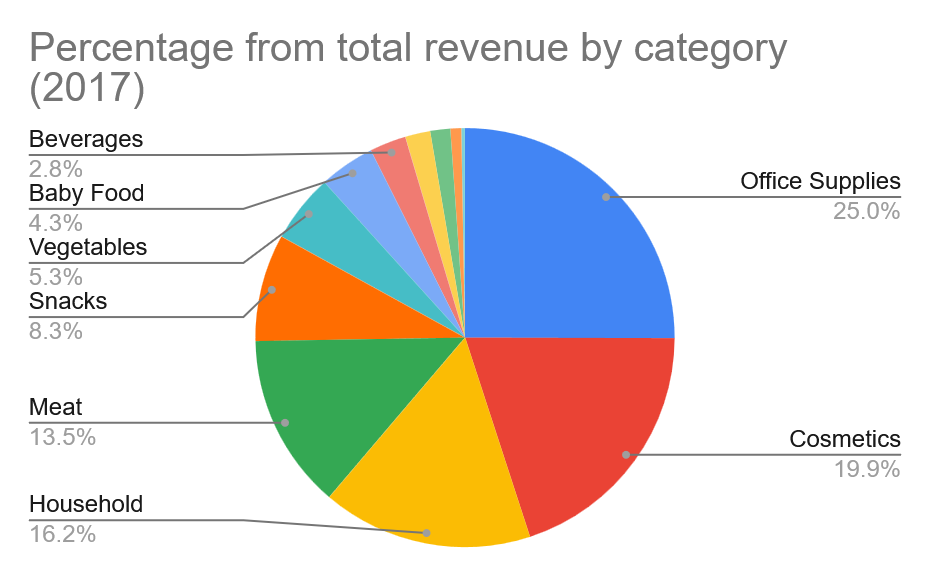 Percentage from total revenue by category
(2017)
Beverages
2.8%
Baby Food
4.3%
Vegetables
5.3%
Snacks
8.3%
Meat
13.5%
Household
16.2%
Office Supplies
25.0%
Cosmetics
19.9%